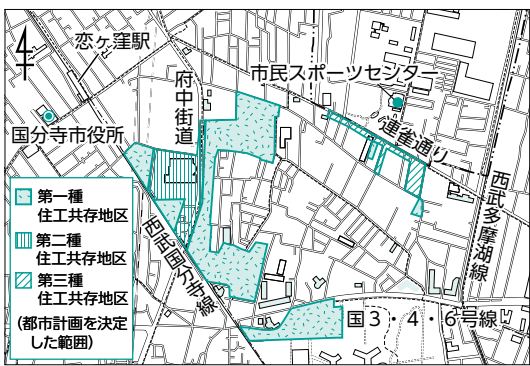 恋ヶ窪駅
府中街道
市民スポーツセンター
国分寺市役所
連雀通り
西武多摩湖線
第一種
住工共存地区
第二種
住工共存地区
第三種
住工共存地区
(都市計画を決定
した範囲)
西武国分寺線
国3・4・6号線